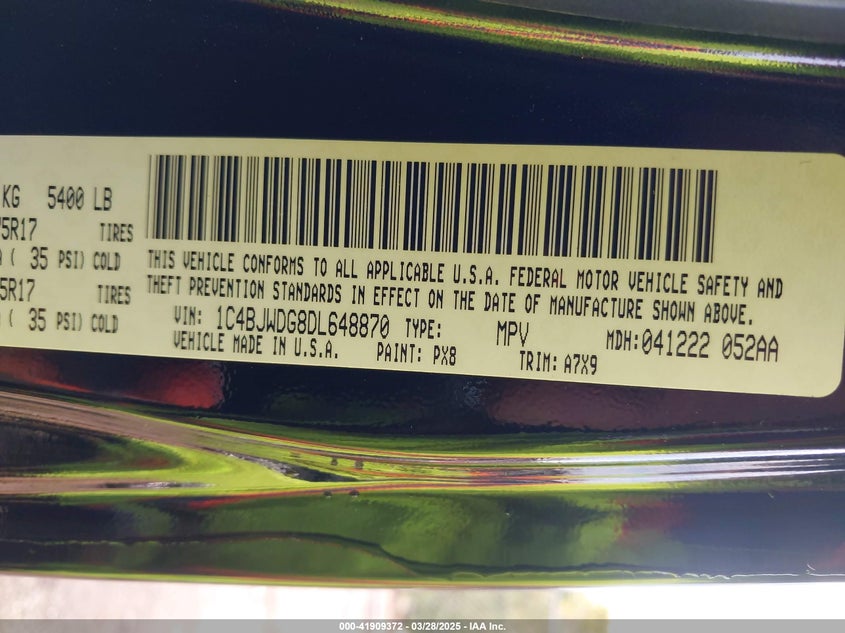 KG 5400 LB
5R17 TIRES
( 35 PSI) COLD
5R17 TIRES
( 35 PSI) COLD
THIS VEHICLE CONFORMS TO ALL APPLICABLE U.S.A. FEDERAL MOTOR VEHICLE SAFETY AND
THEFT PREVENTION STANDARDS IN EFFECT ON THE DATE OF MANUFACTURE SHOWN ABOVE.
VIN: 1C4BJWDG8DL648870 TYPE: MPV MDH: 041222 052AA
VEHICLE MADE IN U.S.A. PAINT: PX8 TRIM: A7X9
000-41909372 — 03/28/2025 — IAA Inc.